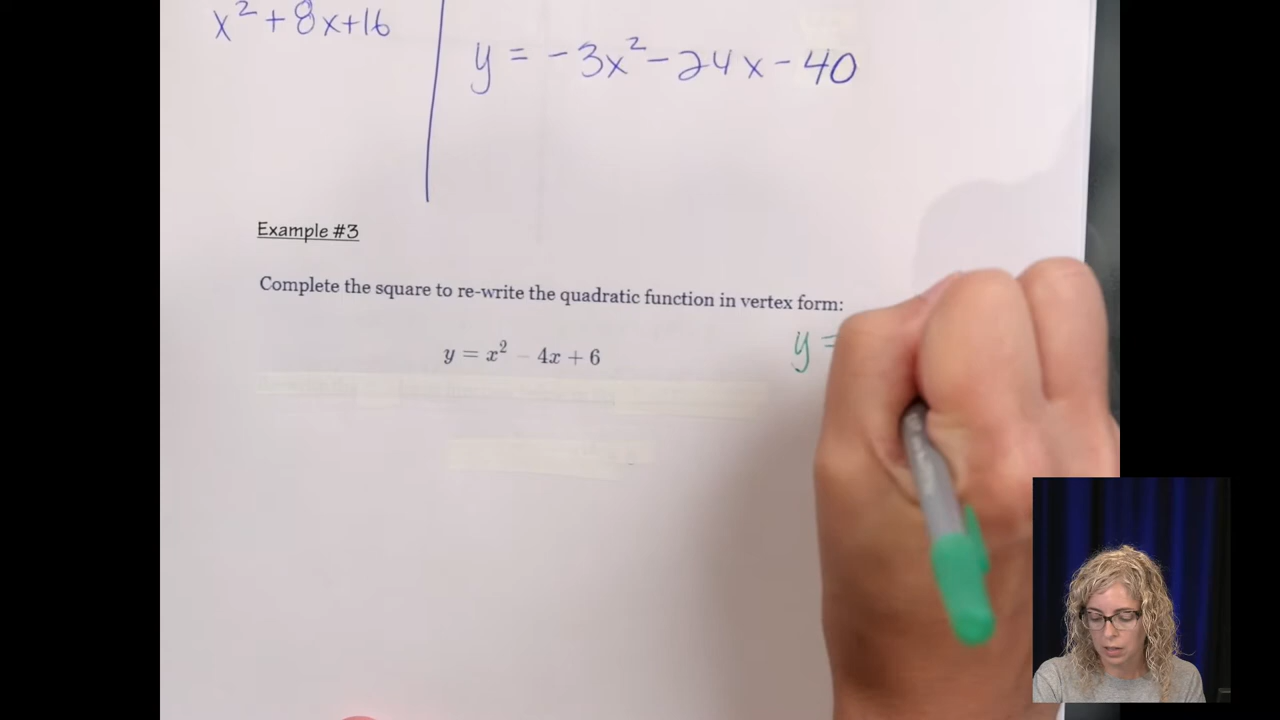 x² + 8x+16
y = -3x² - 24x - 40
Example #3
Complete the square to re-write the quadratic function in vertex form:
y = x² - 4x + 6
y =